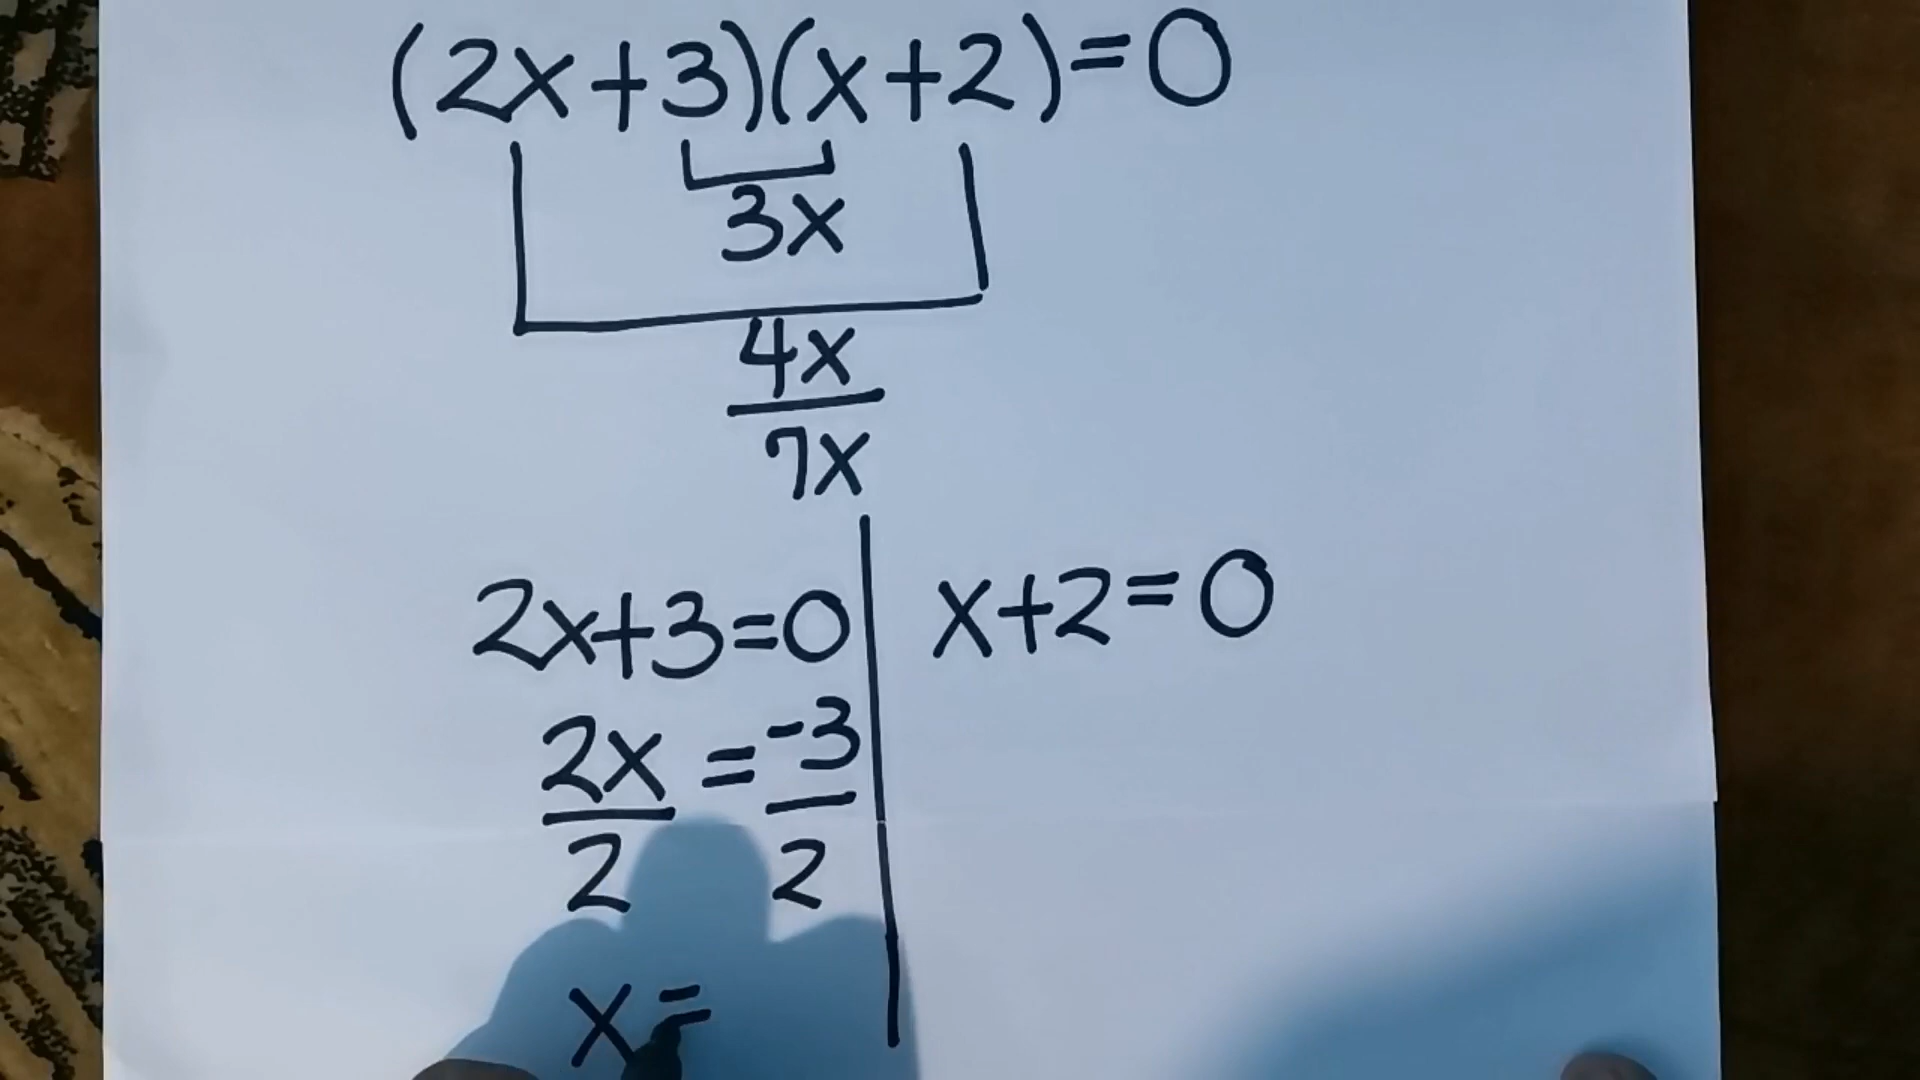 (2x+3)(x+2)=0
3x
4x
7x
2x+3=0
2x/2 = -3/2
x=
x+2=0